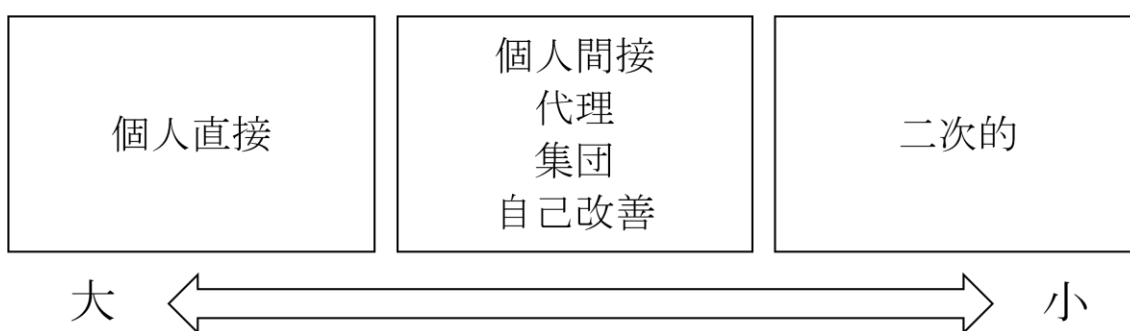 個人直接
個人間接
代理
集団
自己改善
二次的
大
小